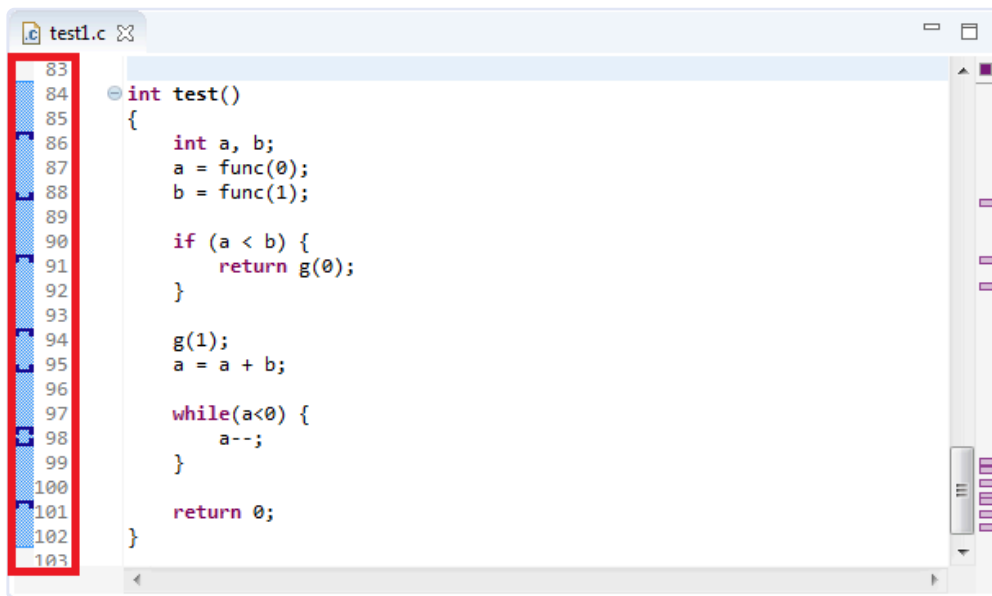 .c test1.c
83
84 int test()
85 {
86 int a, b;
87 a = func(0);
88 b = func(1);
89
90 if (a < b) {
91 return g(0);
92 }
93
94 g(1);
95 a = a + b;
96
97 while(a<0) {
98 a--;
99 }
100
101 return 0;
102 }
103